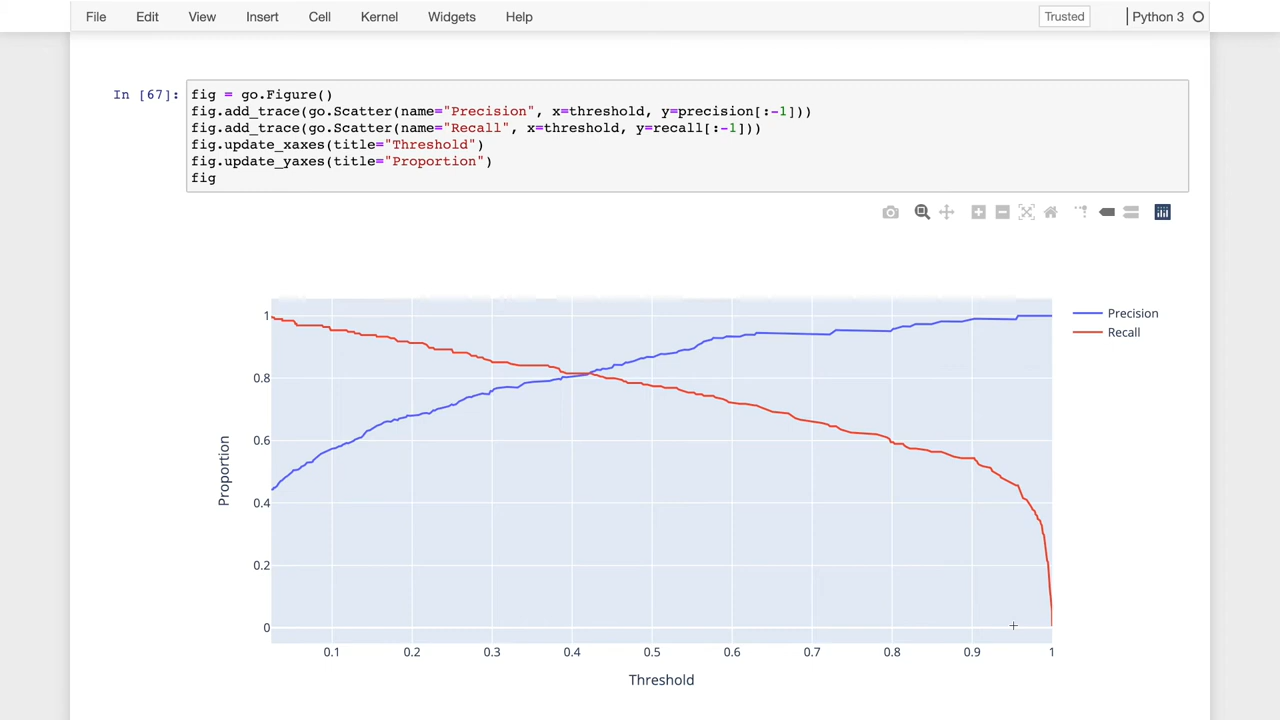 File Edit View Insert Cell Kernel Widgets Help Trusted Python 3
In [67]: fig = go.Figure()
fig.add_trace(go.Scatter(name="Precision", x=threshold, y=precision[:-1]))
fig.add_trace(go.Scatter(name="Recall", x=threshold, y=recall[:-1]))
fig.update_xaxes(title="Threshold")
fig.update_yaxes(title="Proportion")
fig
Precision
Recall
Proportion
1
0.8
0.6
0.4
0.2
0
0.1 0.2 0.3 0.4 0.5 0.6 0.7 0.8 0.9 1
Threshold